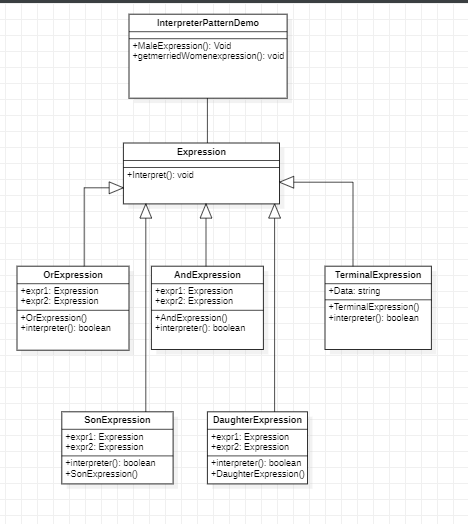 InterpreterPatternDemo
+MaleExpression(): Void
+getmerriedWomenexpression(): void
Expression
+Interpret(): void
OrExpression
+expr1: Expression
+expr2: Expression
+OrExpression()
+interpreter(): boolean
AndExpression
+expr1: Expression
+expr2: Expression
+AndExpression()
+interpreter(): boolean
TerminalExpression
+Data: string
+TerminalExpression()
+interpreter(): boolean
SonExpression
+expr1: Expression
+expr2: Expression
+interpreter(): boolean
+SonExpression()
DaughterExpression
+expr1: Expression
+expr2: Expression
+interpreter(): boolean
+DaughterExpression()